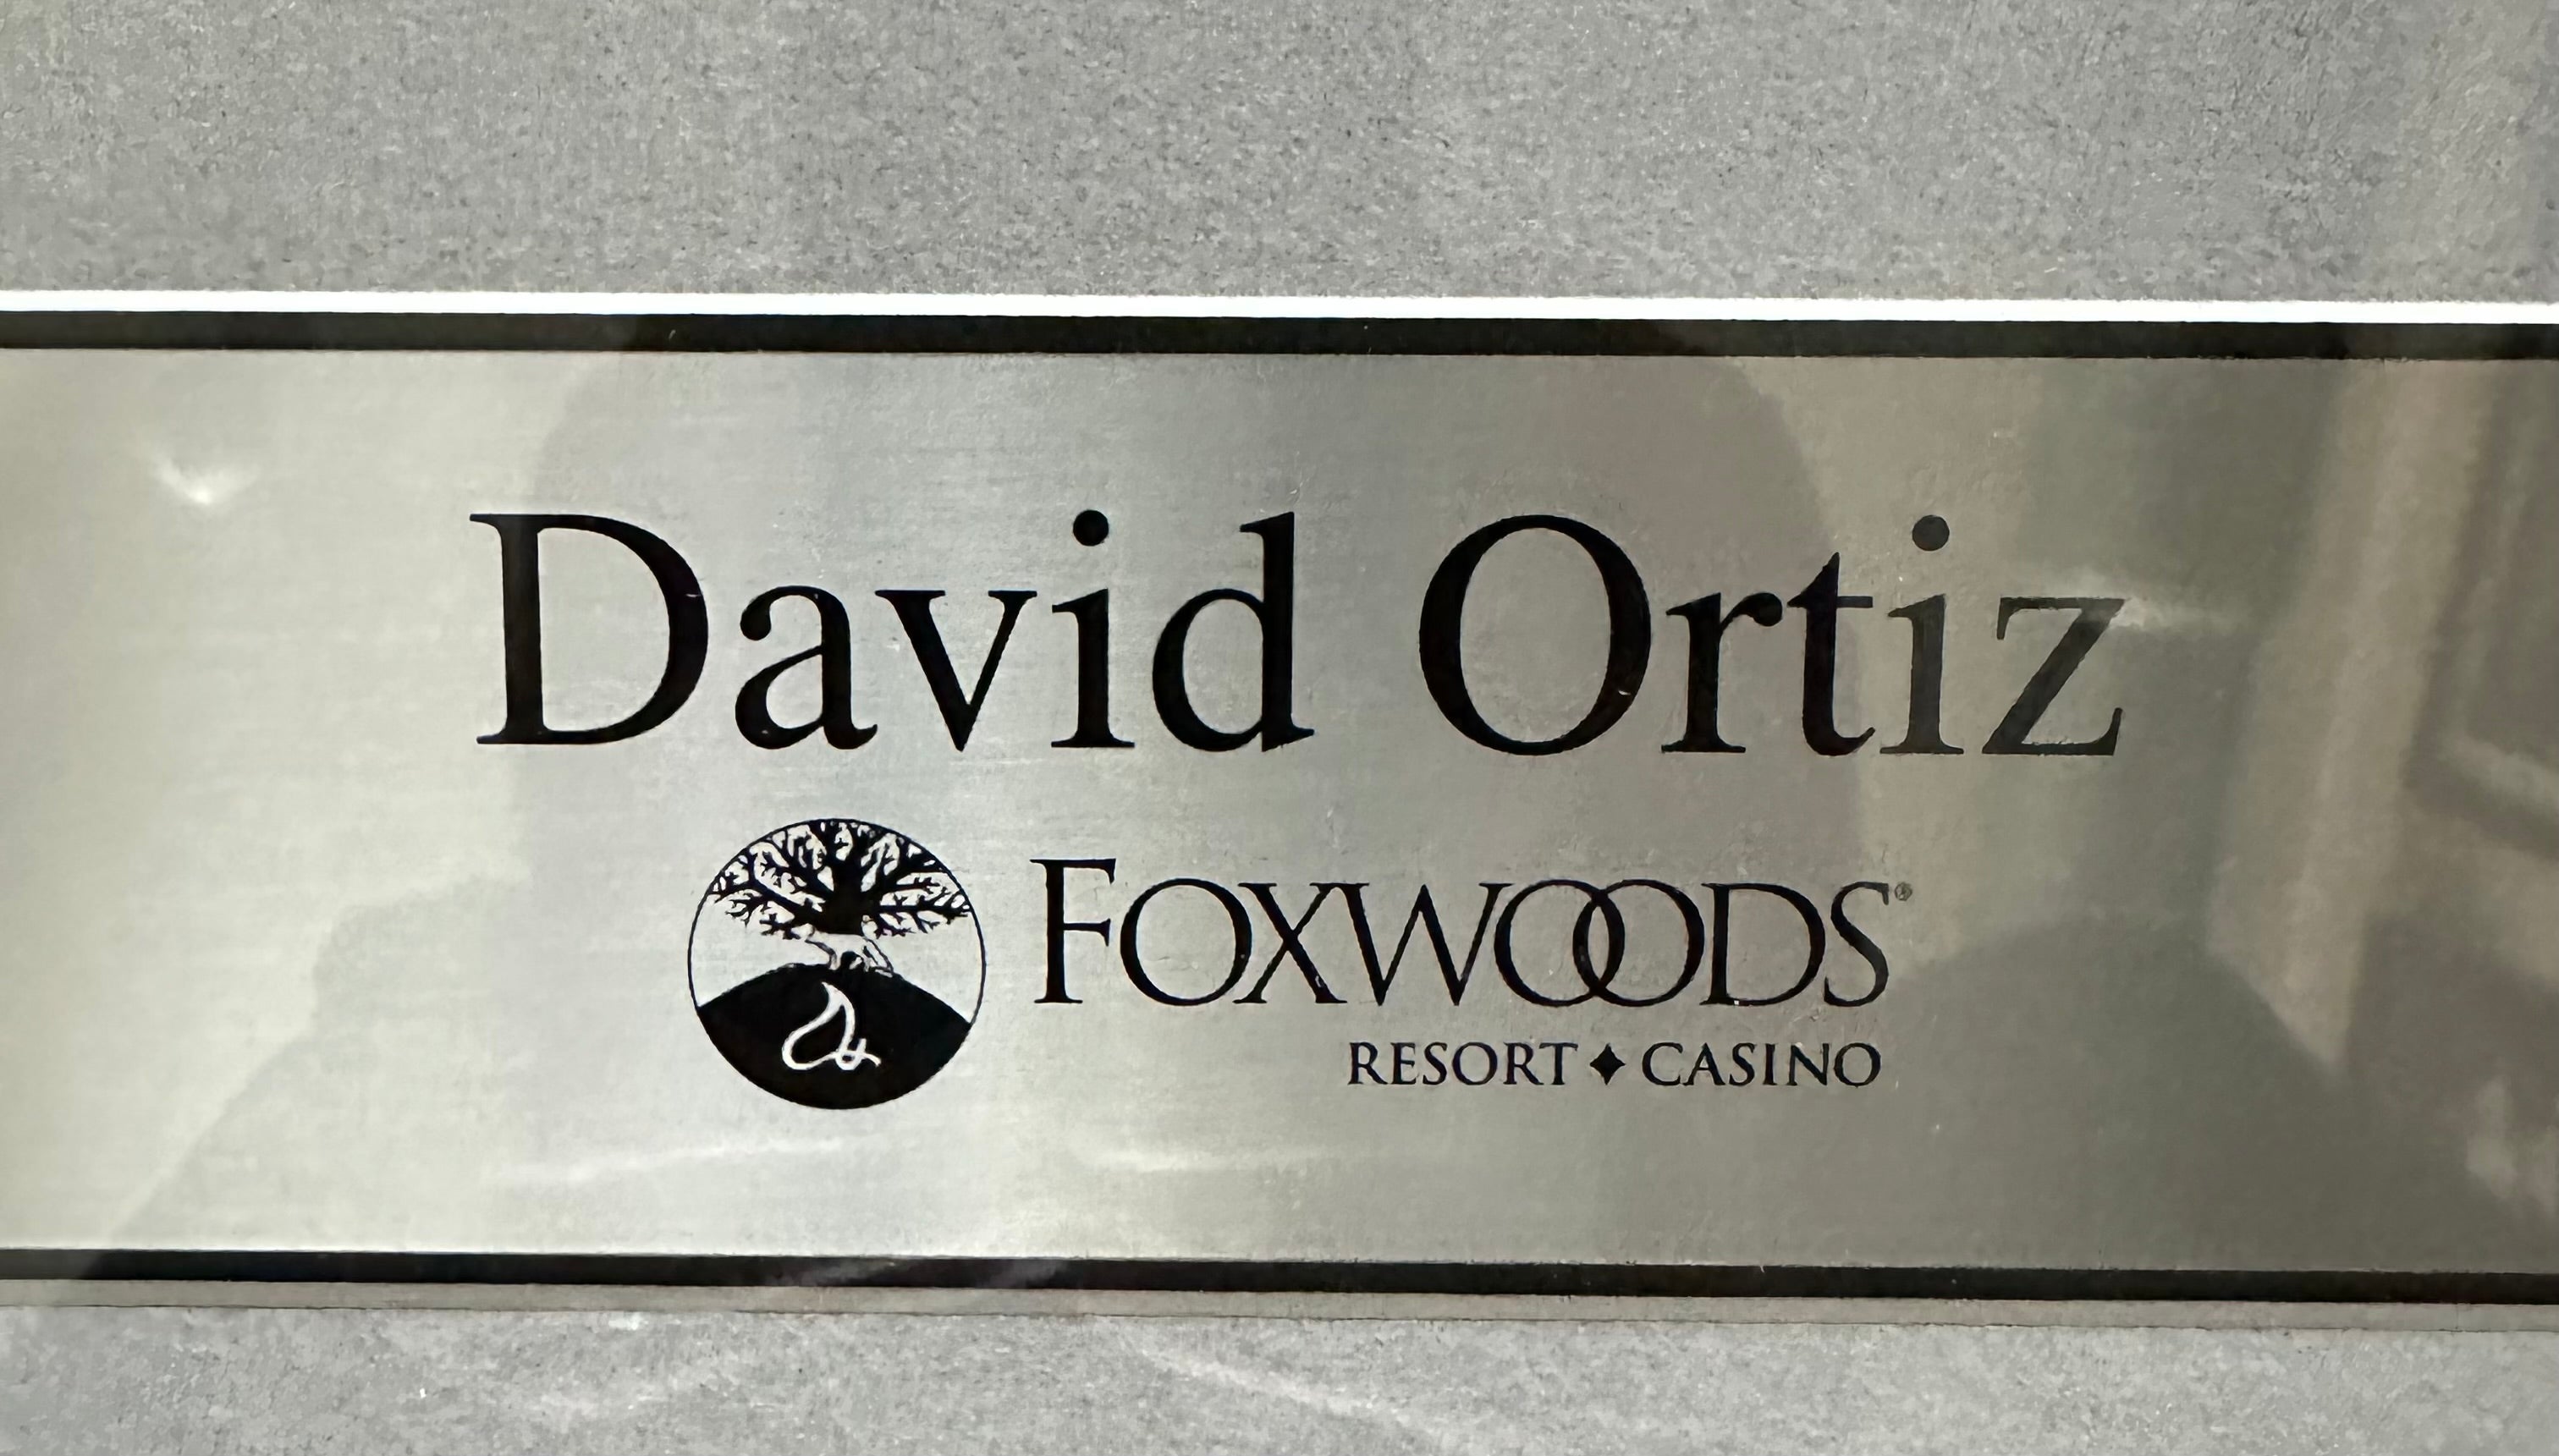 David Ortiz
FOXWOODS®
RESORT♦CASINO